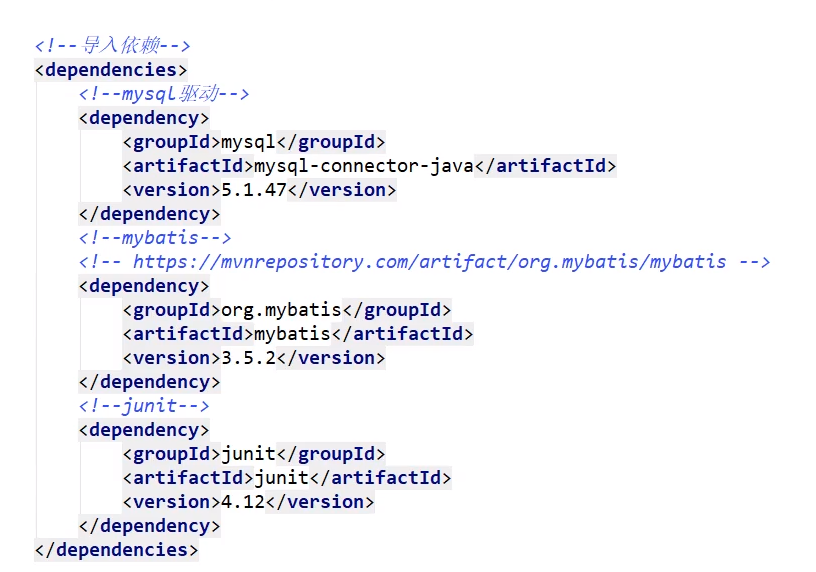 <!--导入依赖-->
<dependencies>
    <!--mysql驱动-->
    <dependency>
        <groupId>mysql</groupId>
        <artifactId>mysql-connector-java</artifactId>
        <version>5.1.47</version>
    </dependency>
    <!--mybatis-->
    <!-- https://mvnrepository.com/artifact/org.mybatis/mybatis -->
    <dependency>
        <groupId>org.mybatis</groupId>
        <artifactId>mybatis</artifactId>
        <version>3.5.2</version>
    </dependency>
    <!--junit-->
    <dependency>
        <groupId>junit</groupId>
        <artifactId>junit</artifactId>
        <version>4.12</version>
    </dependency>
</dependencies>